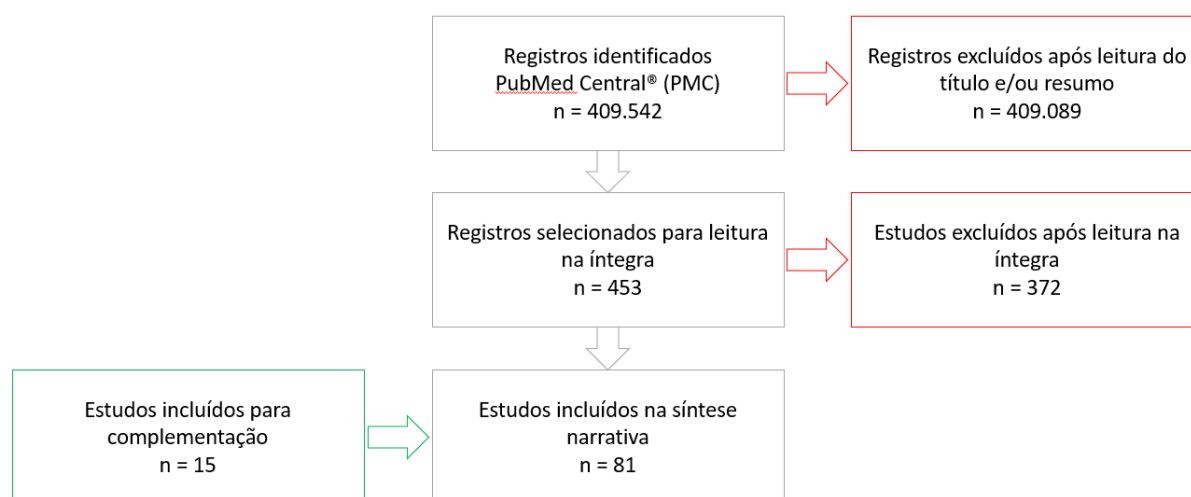 Registros identificados
PubMed Central® (PMC)
n = 409.542
Registros excluídos após leitura do
título e/ou resumo
n = 409.089
Registros selecionados para leitura
na íntegra
n = 453
Estudos excluídos após leitura na
íntegra
n = 372
Estudos incluídos para
complementação
n = 15
Estudos incluídos na síntese
narrativa
n = 81